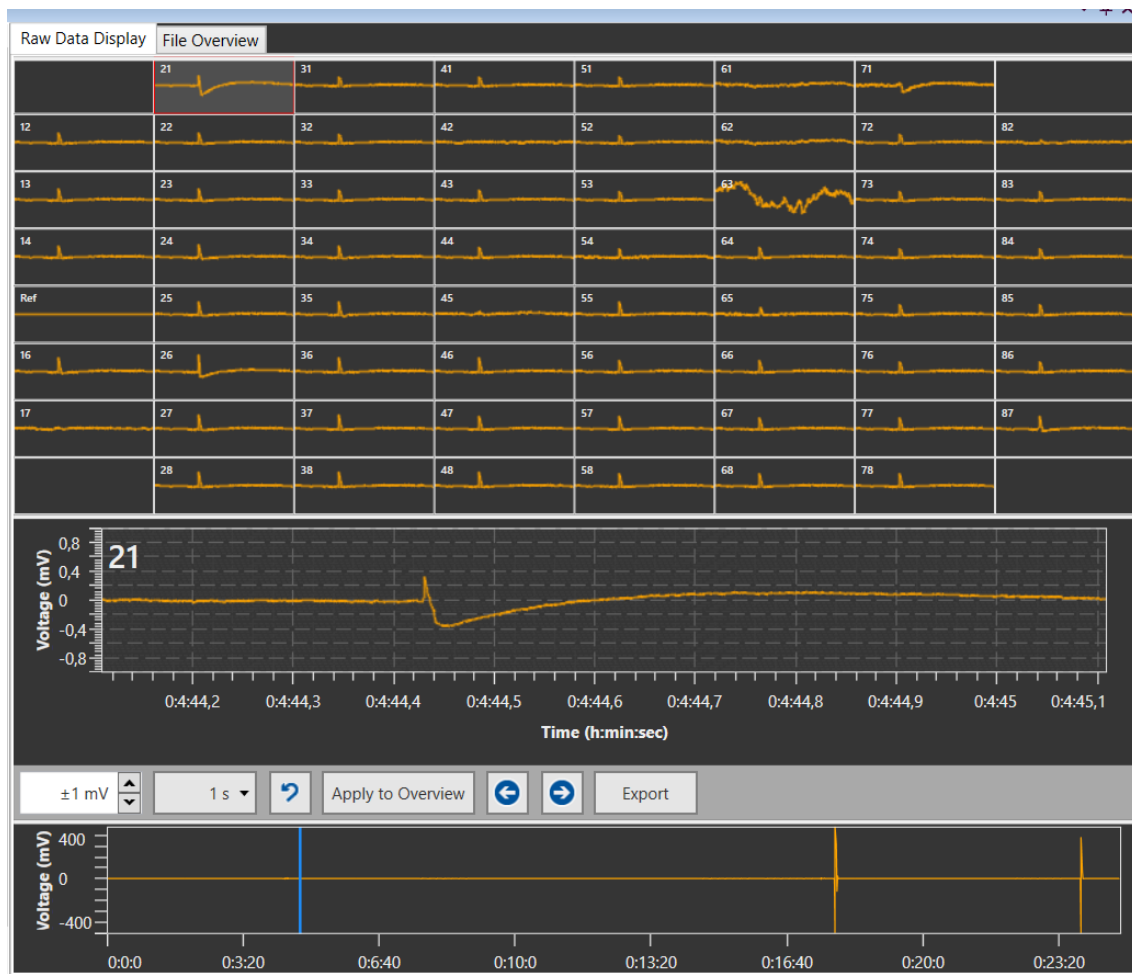 Raw Data Display File Overview
21 31 41 51 61 71
12 22 32 42 52 62 72 82
13 23 33 43 53 63 73 83
14 24 34 44 54 64 74 84
Ref 25 35 45 55 65 75 85
16 26 36 46 56 66 76 86
17 27 37 47 57 67 77 87
28 38 48 58 68 78
21
Voltage (mV)
0,8
0,4
0
-0,4
-0,8
0:4:44,2 0:4:44,3 0:4:44,4 0:4:44,5 0:4:44,6 0:4:44,7 0:4:44,8 0:4:44,9 0:4:45 0:4:45,1
Time (h:min:sec)
±1 mV 1 s Apply to Overview Export
Voltage (mV)
400
0
-400
0:0:0 0:3:20 0:6:40 0:10:0 0:13:20 0:16:40 0:20:0 0:23:20